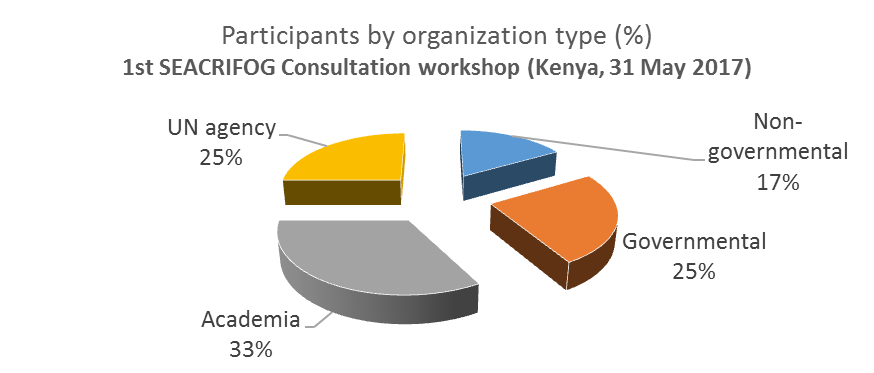 Participants by organization type (%)
1st SEACRIFOG Consultation workshop (Kenya, 31 May 2017)
UN agency
25%
Non-
governmental
17%
Governmental
25%
Academia
33%